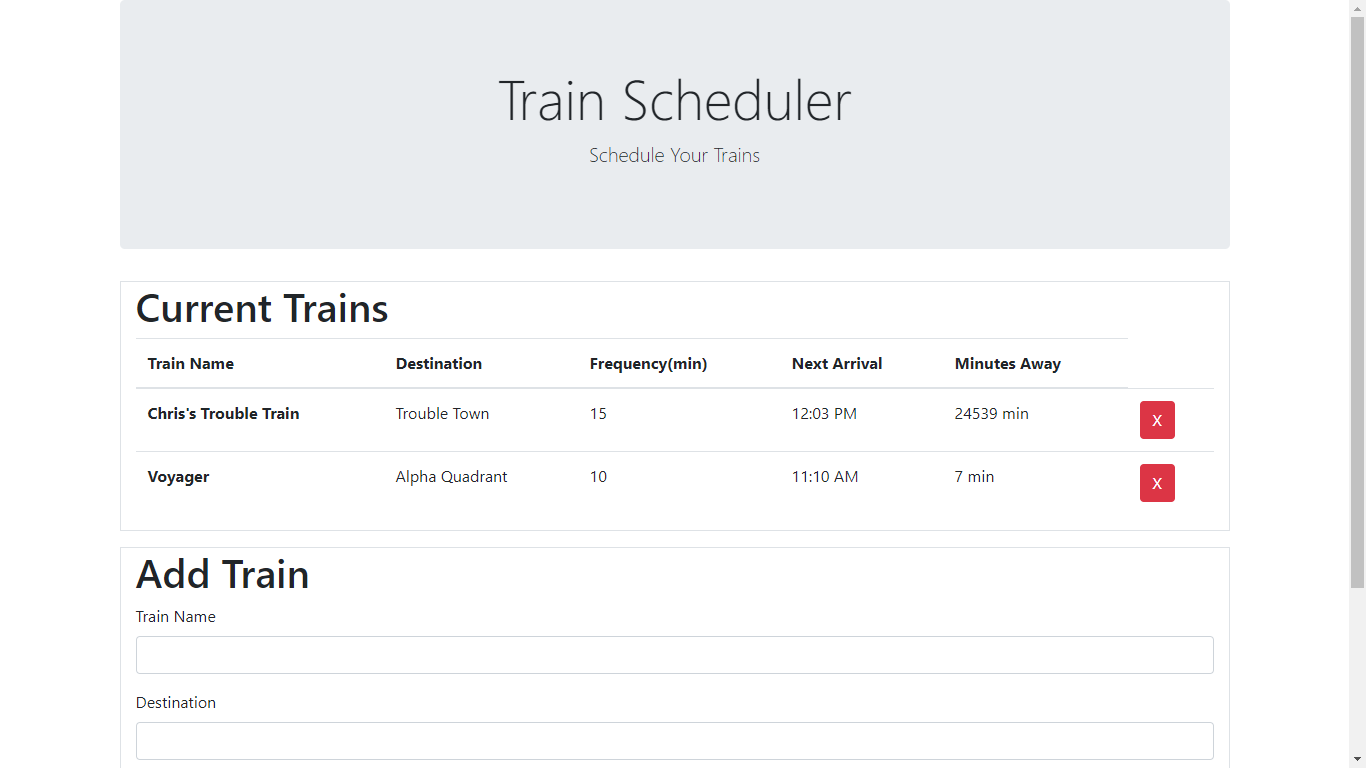 Train Scheduler
Schedule Your Trains
Current Trains
Train Name Destination Frequency(min) Next Arrival Minutes Away
Chris's Trouble Train Trouble Town 15 12:03 PM 24539 min X
Voyager Alpha Quadrant 10 11:10 AM 7 min X
Add Train
Train Name
Destination